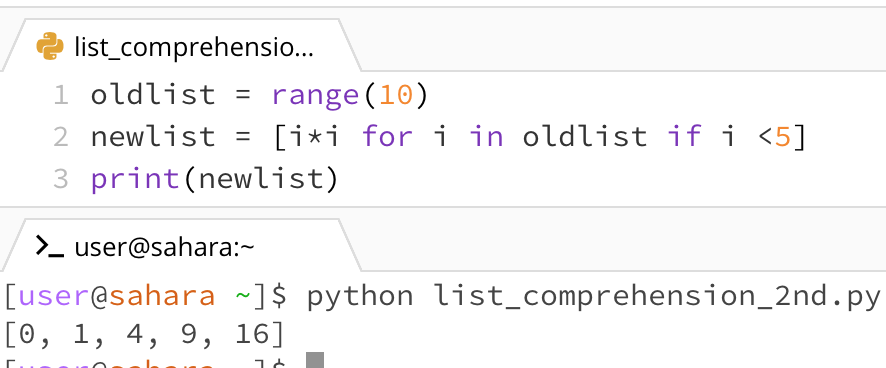 list_comprehensio...
1 oldlist = range(10)
2 newlist = [i*i for i in oldlist if i <5]
3 print(newlist)
user@sahara:~
[user@sahara ~]$ python list_comprehension_2nd.py
[0, 1, 4, 9, 16]
[user@sahara ~]$